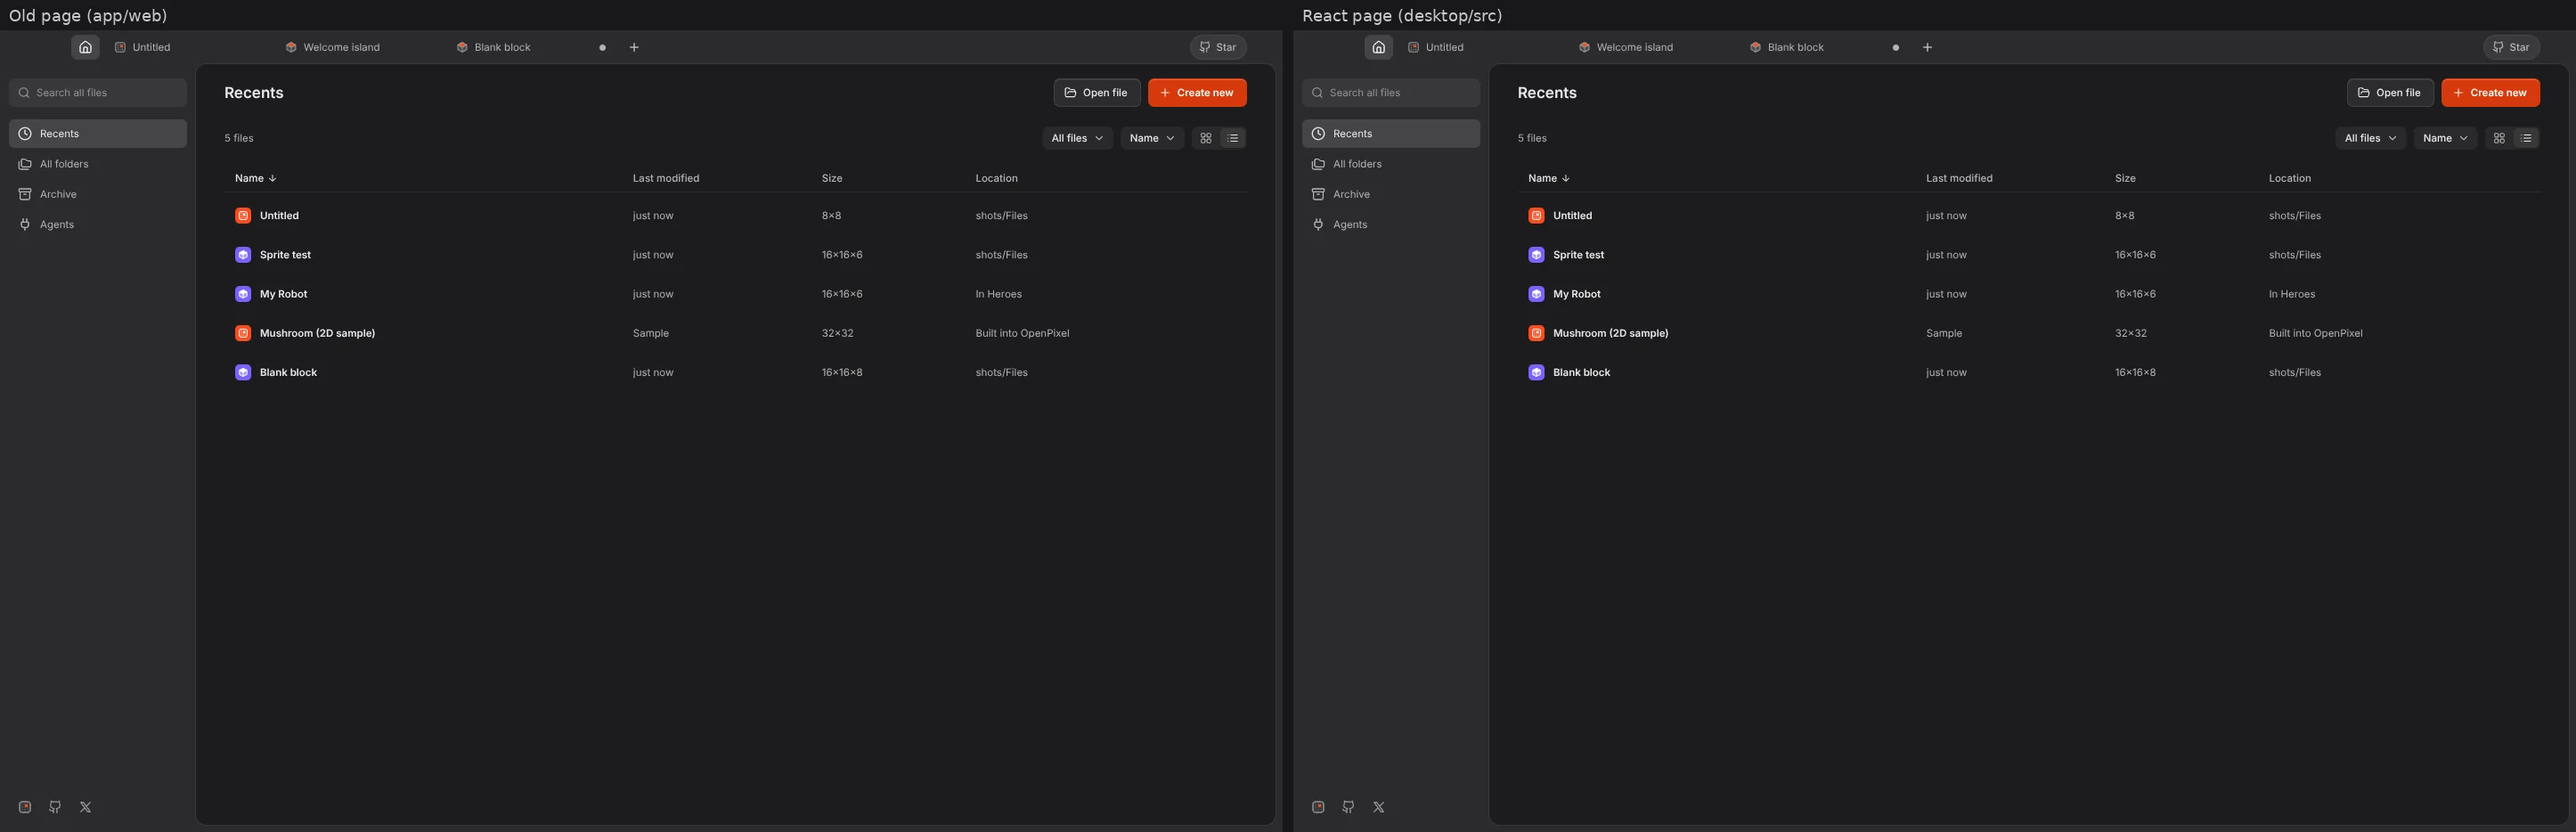 Old page (app/web)
Untitled
Welcome island
Blank block
Star
Search all files
Recents
All folders
Archive
Agents
Recents
Open file
Create new
5 files
All files
Name
Name Last modified Size Location
Untitled just now 8×8 shots/Files
Sprite test just now 16×16×6 shots/Files
My Robot just now 16×16×6 In Heroes
Mushroom (2D sample) Sample 32×32 Built into OpenPixel
Blank block just now 16×16×8 shots/Files
React page (desktop/src)
Untitled
Welcome island
Blank block
Star
Search all files
Recents
All folders
Archive
Agents
Recents
Open file
Create new
5 files
All files
Name
Name Last modified Size Location
Untitled just now 8×8 shots/Files
Sprite test just now 16×16×6 shots/Files
My Robot just now 16×16×6 In Heroes
Mushroom (2D sample) Sample 32×32 Built into OpenPixel
Blank block just now 16×16×8 shots/Files